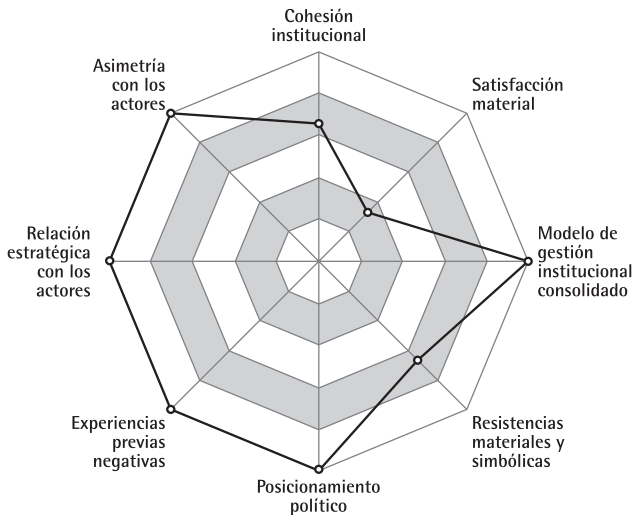 Cohesión
institucional
Satisfacción
material
Modelo de
gestión
institucional
consolidado
Resistencias
materiales y
simbólicas
Posicionamiento
político
Experiencias
previas
negativas
Relación
estratégica
con los
actores
Asimetría
con los
actores